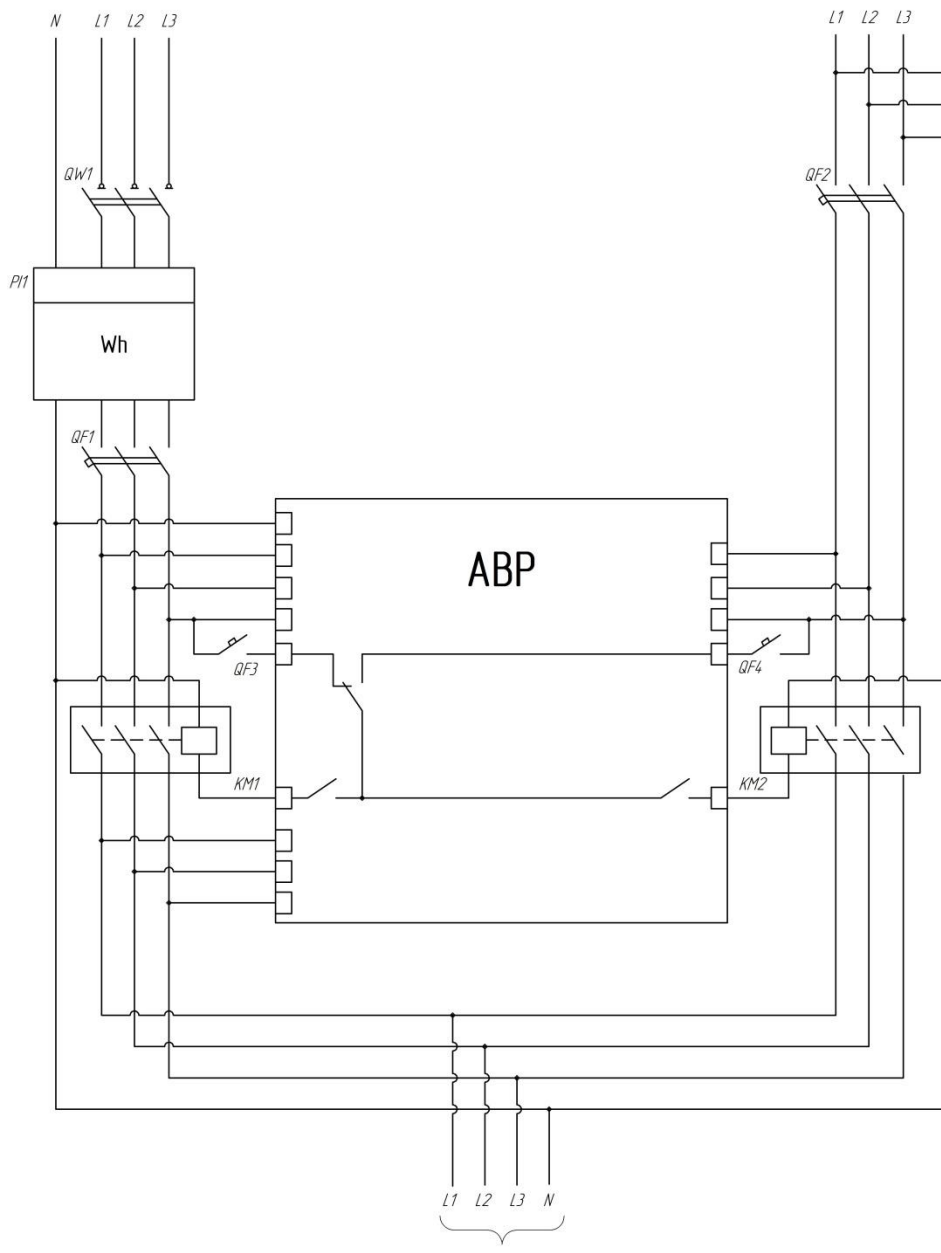 N L1 L2 L3
L1 L2 L3
QW1
QF2
PI1
Wh
QF1
АВР
QF3
QF4
KM1
KM2
L1 L2 L3 N